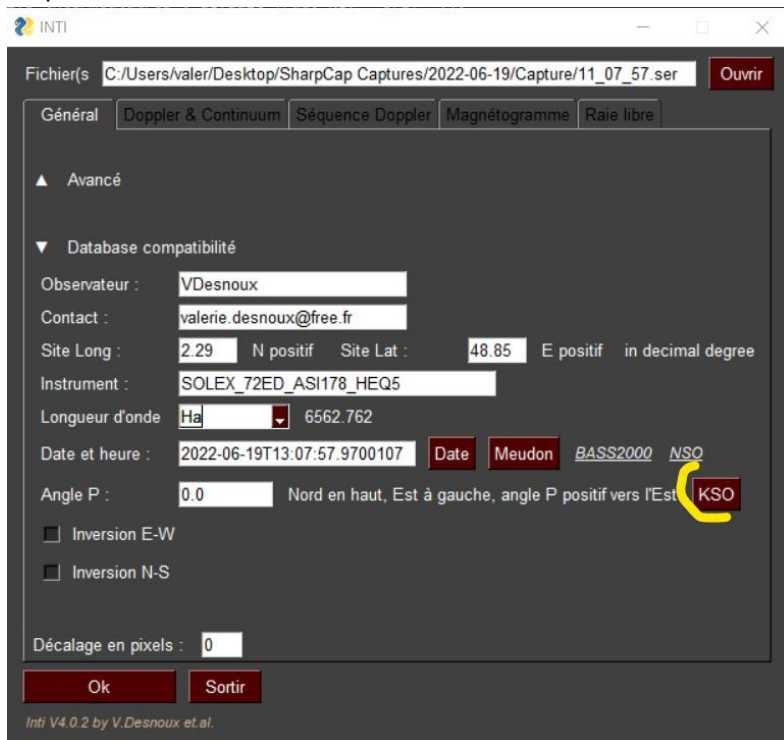 INTI
Fichier(s C:/Users/valer/Desktop/SharpCap Captures/2022-06-19/Capture/11_07_57.ser Ouvrir
Général Doppler & Continuum Séquence Doppler Magnétogramme Raie libre
Avancé
Database compatibilité
Observateur : VDesnoux
Contact : valerie.desnoux@free.fr
Site Long : 2.29 N positif Site Lat : 48.85 E positif in decimal degree
Instrument : SOLEX_72ED_ASI178_HEQ5
Longueur d'onde Ha 6562.762
Date et heure : 2022-06-19T13:07:57.9700107 Date Meudon BASS2000 NSO
Angle P : 0.0 Nord en haut, Est à gauche, angle P positif vers l'Est KSO
Inversion E-W
Inversion N-S
Décalage en pixels : 0
Ok Sortir
Inti V4.0.2 by V.Desnoux et.al.